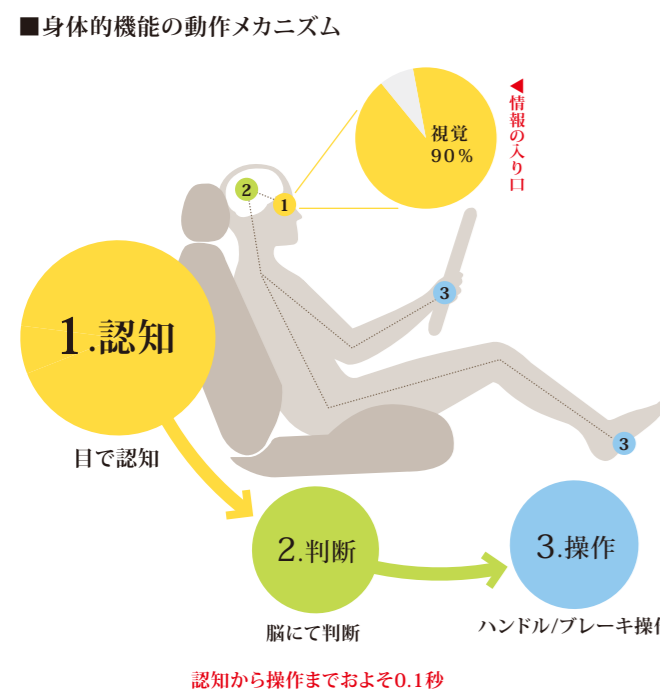 ■身体的機能の動作メカニズム
視覚
90%
◀情報の入り口
2
1
3
1.認知
3
目で認知
2.判断
3.操作
脳にて判断
ハンドル/ブレーキ操作
認知から操作までおよそ0.1秒